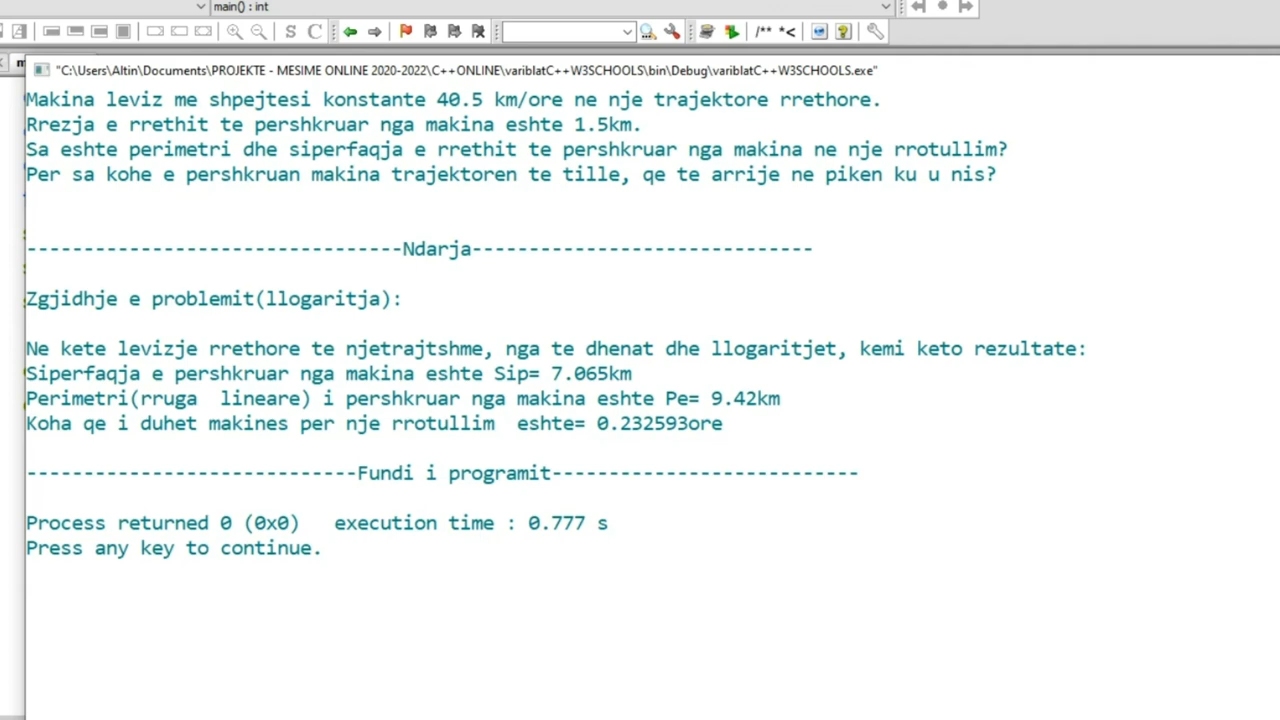 main() : int
S C /** *<
m
"C:\Users\Altin\Documents\PROJEKTE - MESIME ONLINE 2020-2022\C++ONLINE\variblatC++W3SCHOOLS\bin\Debug\variblatC++W3SCHOOLS.exe"
Makina leviz me shpejtesi konstante 40.5 km/ore ne nje trajektore rrethore.
Rrezja e rrethit te pershkruar nga makina eshte 1.5km.
Sa eshte perimetri dhe siperfaqja e rrethit te pershkruar nga makina ne nje rrotullim?
Per sa kohe e pershkruan makina trajektoren te tille, qe te arrije ne piken ku u nis?
---------------------------------Ndarja------------------------------
Zgjidhje e problemit(llogaritja):
Ne kete levizje rrethore te njetrajtshme, nga te dhenat dhe llogaritjet, kemi keto rezultate:
Siperfaqja e pershkruar nga makina eshte Sip= 7.065km
Perimetri(rruga  lineare) i pershkruar nga makina eshte Pe= 9.42km
Koha qe i duhet makines per nje rrotullim  eshte= 0.232593ore
-----------------------------Fundi i programit---------------------------
Process returned 0 (0x0)   execution time : 0.777 s
Press any key to continue.